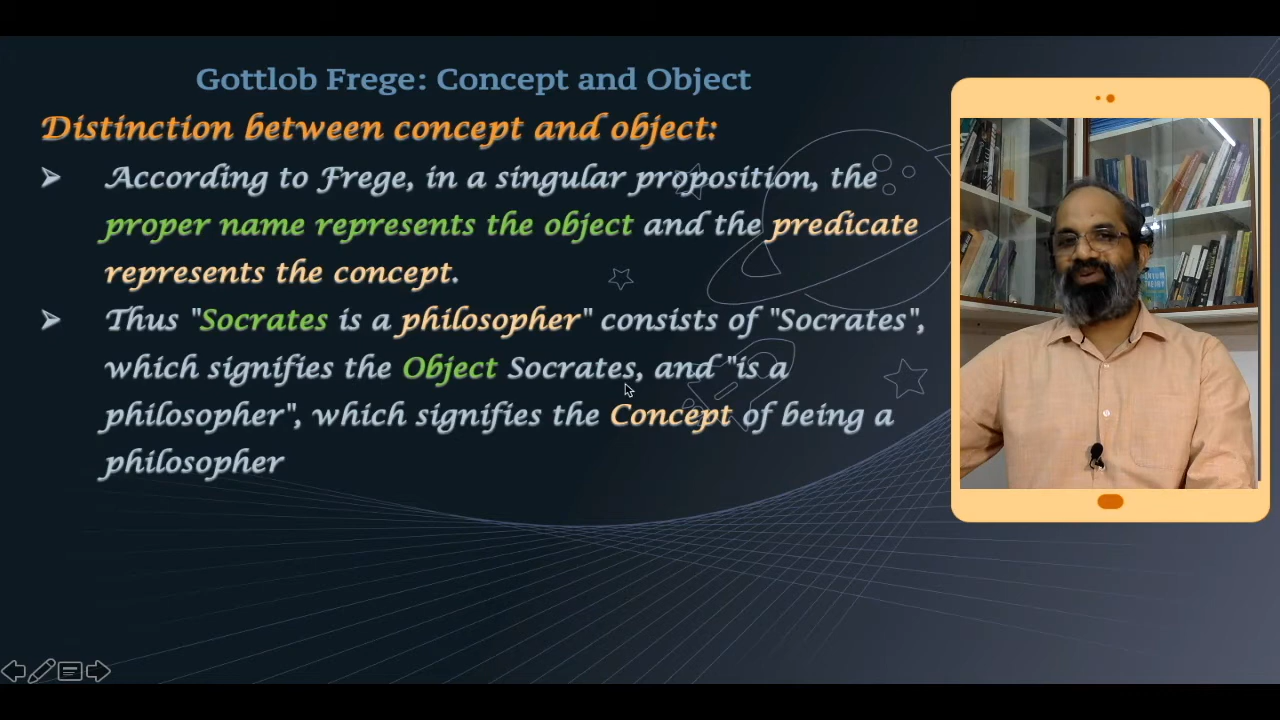 Gottlob Frege: Concept and Object
Distinction between concept and object:
➢ According to Frege, in a singular proposition, the
proper name represents the object and the predicate
represents the concept.
➢ Thus "Socrates is a philosopher" consists of "Socrates",
which signifies the Object Socrates, and "is a
philosopher", which signifies the Concept of being a
philosopher